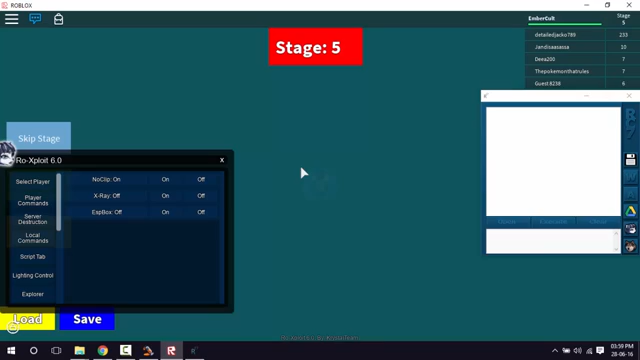 ROBLOX
EmberCult
Stage
5
detailedjacko789 233
Jandisaasassa 10
Deea200 7
Thepokemonthatrules 7
Guest 8238 6
Stage: 5
Skip Stage
Ro-Xploit 6.0 X
Select Player
Player Commands
Server Destruction
Local Commands
Script Tab
Lighting Control
Explorer
NoClip: On On Off
X-Ray: Off On Off
EspBox: Off On Off
RC7
Load
Save
03:59 PM
28-06-16